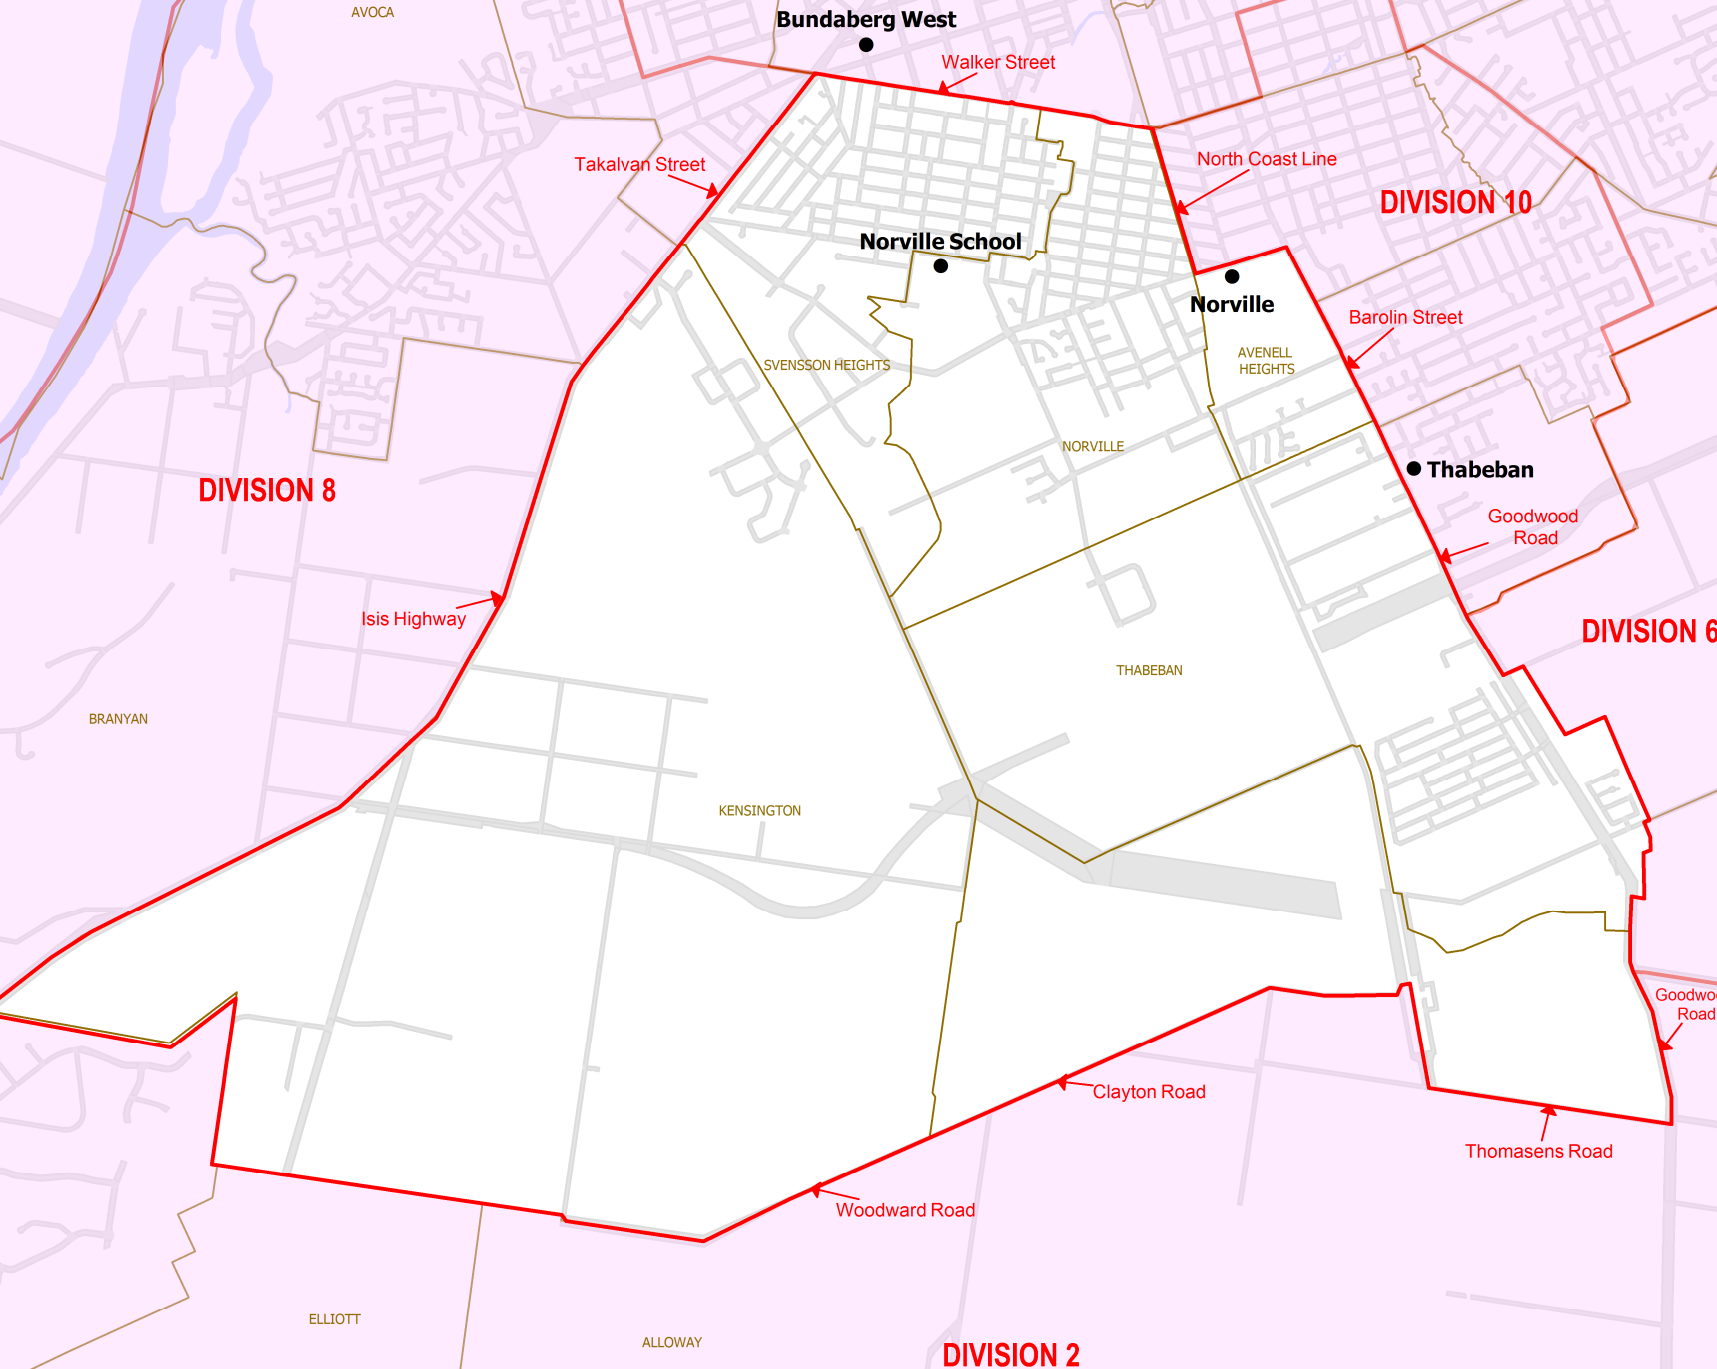 AVOCA
Bundaberg West
Walker Street
Takalvan Street
North Coast Line
DIVISION 10
Norville School
Norville
Barolin Street
AVENELL
HEIGHTS
SVENSSON HEIGHTS
NORVILLE
Thabeban
DIVISION 8
Goodwood
Road
Isis Highway
DIVISION 6
THABEBAN
BRANYAN
KENSINGTON
Goodwoo
Road
Clayton Road
Thomasens Road
Woodward Road
ELLIOTT
ALLOWAY
DIVISION 2